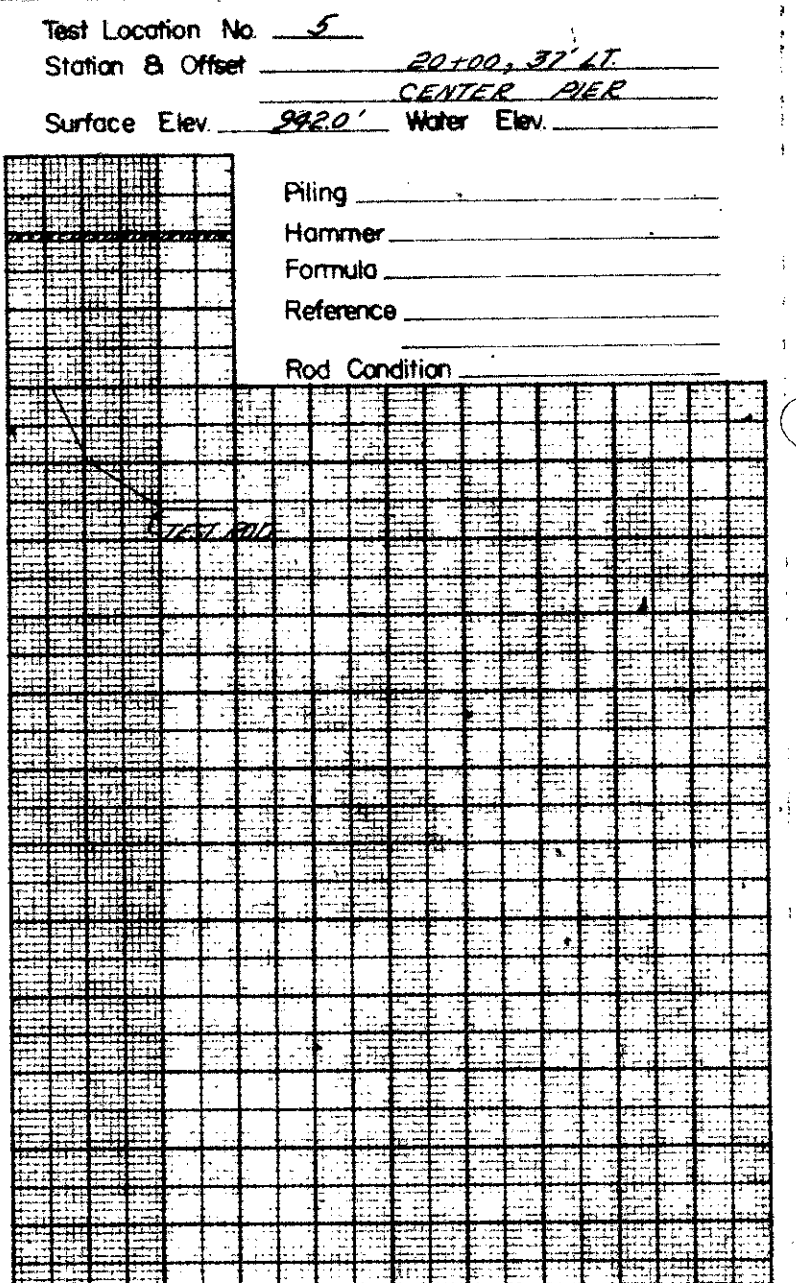 Test Location No. 5
Station & Offset 20+00, 37' LT.
CENTER PIER
Surface Elev. 942.0' Water Elev.
Piling
Hammer
Formula
Reference
Rod Condition
TEST ROD